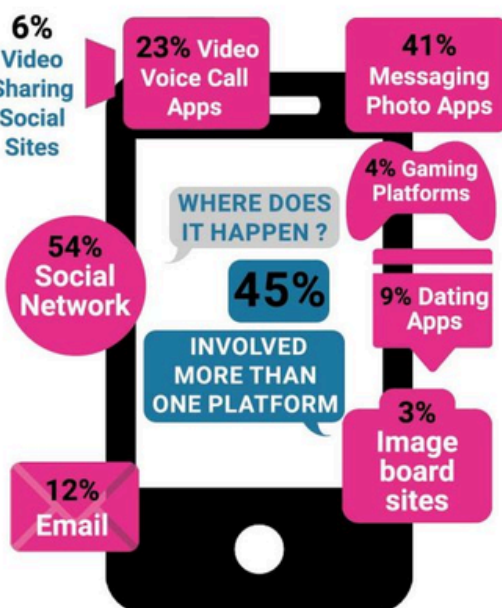 6%
Video
Sharing
Social
Sites
23% Video
Voice Call
Apps
41%
Messaging
Photo Apps
4% Gaming
Platforms
WHERE DOES
IT HAPPEN ?
54%
Social
Network
45%
9% Dating
Apps
INVOLVED
MORE THAN
ONE PLATFORM
3%
Image
board
sites
12%
Email